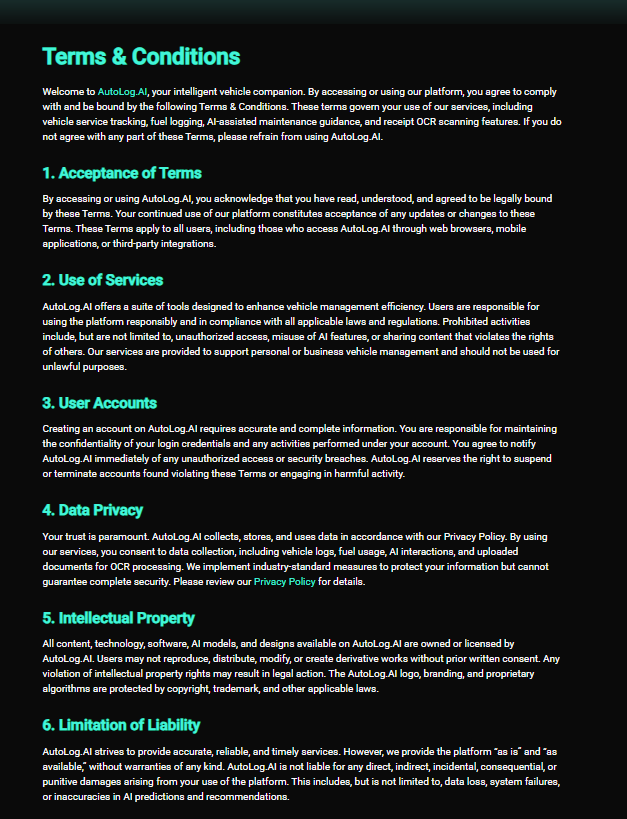 Terms & Conditions
Welcome to AutoLog.AI, your intelligent vehicle companion. By accessing or using our platform, you agree to comply
with and be bound by the following Terms & Conditions. These terms govern your use of our services, including
vehicle service tracking, fuel logging, AI-assisted maintenance guidance, and receipt OCR scanning features. If you do
not agree with any part of these Terms, please refrain from using AutoLog.AI.
1. Acceptance of Terms
By accessing or using AutoLog.AI, you acknowledge that you have read, understood, and agreed to be legally bound
by these Terms. Your continued use of our platform constitutes acceptance of any updates or changes to these
Terms. These Terms apply to all users, including those who access AutoLog.AI through web browsers, mobile
applications, or third-party integrations.
2. Use of Services
AutoLog.AI offers a suite of tools designed to enhance vehicle management efficiency. Users are responsible for
using the platform responsibly and in compliance with all applicable laws and regulations. Prohibited activities
include, but are not limited to, unauthorized access, misuse of AI features, or sharing content that violates the rights
of others. Our services are provided to support personal or business vehicle management and should not be used for
unlawful purposes.
3. User Accounts
Creating an account on AutoLog.AI requires accurate and complete information. You are responsible for maintaining
the confidentiality of your login credentials and any activities performed under your account. You agree to notify
AutoLog.AI immediately of any unauthorized access or security breaches. AutoLog.AI reserves the right to suspend
or terminate accounts found violating these Terms or engaging in harmful activity.
4. Data Privacy
Your trust is paramount. AutoLog.AI collects, stores, and uses data in accordance with our Privacy Policy. By using
our services, you consent to data collection, including vehicle logs, fuel usage, AI interactions, and uploaded
documents for OCR processing. We implement industry-standard measures to protect your information but cannot
guarantee complete security. Please review our Privacy Policy for details.
5. Intellectual Property
All content, technology, software, AI models, and designs available on AutoLog.AI are owned or licensed by
AutoLog.AI. Users may not reproduce, distribute, modify, or create derivative works without prior written consent. Any
violation of intellectual property rights may result in legal action. The AutoLog.AI logo, branding, and proprietary
algorithms are protected by copyright, trademark, and other applicable laws.
6. Limitation of Liability
AutoLog.AI strives to provide accurate, reliable, and timely services. However, we provide the platform “as is” and “as
available,” without warranties of any kind. AutoLog.AI is not liable for any direct, indirect, incidental, consequential, or
punitive damages arising from your use of the platform. This includes, but is not limited to, data loss, system failures,
or inaccuracies in AI predictions and recommendations.